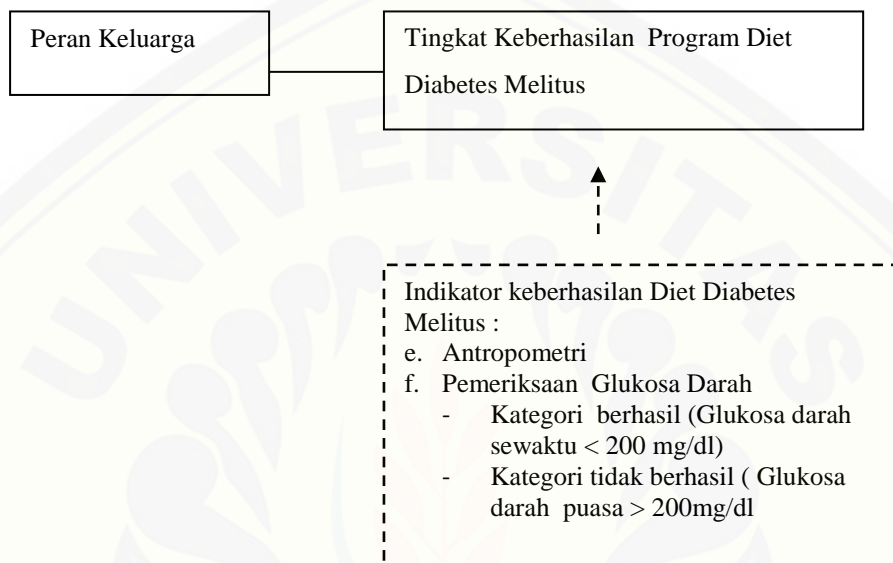 Peran Keluarga
Tingkat Keberhasilan Program Diet
Diabetes Melitus
UNIVERSITAS
Indikator keberhasilan Diet Diabetes
Melitus :
e. Antropometri
f. Pemeriksaan Glukosa Darah
- Kategori berhasil (Glukosa darah
sewaktu < 200 mg/dl)
- Kategori tidak berhasil ( Glukosa
darah puasa > 200mg/dl